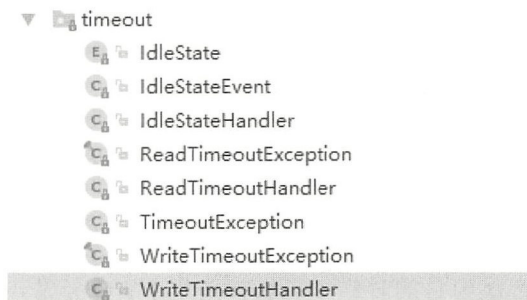 timeout
E IdleState
C IdleStateEvent
C IdleStateHandler
C ReadTimeoutException
C ReadTimeoutHandler
C TimeoutException
C WriteTimeoutException
C WriteTimeoutHandler